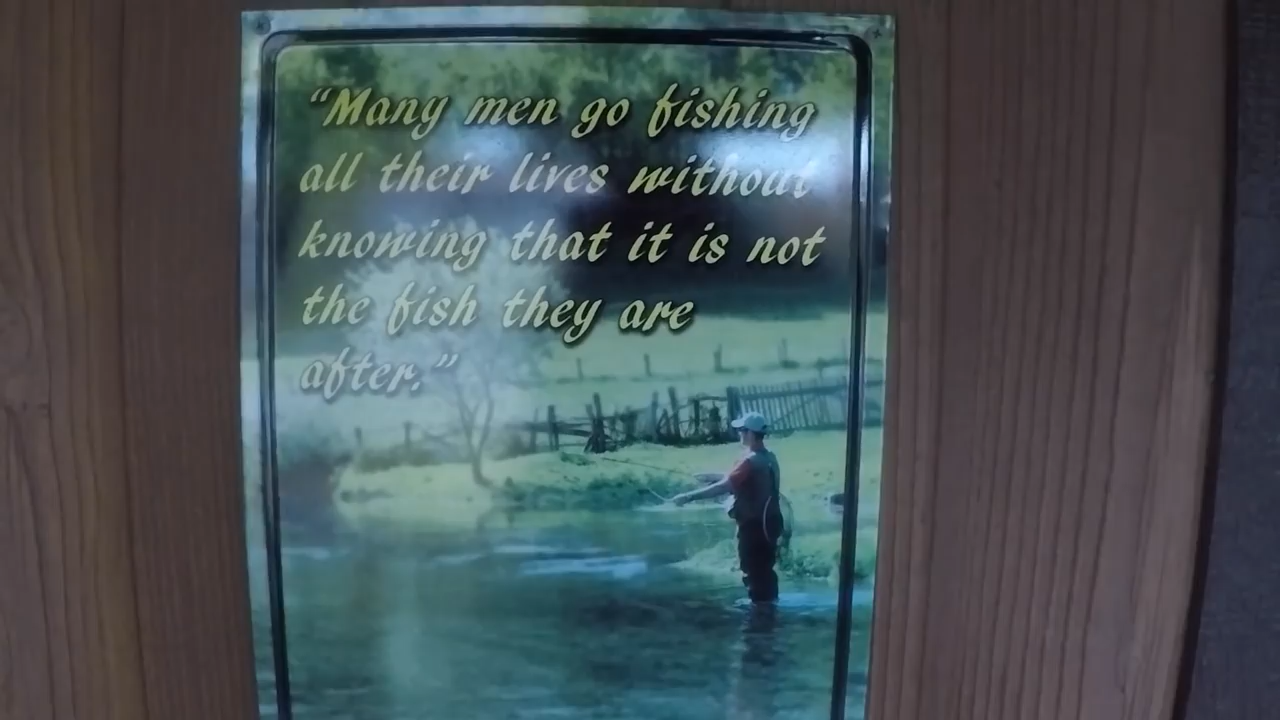 “Many men go fishing
all their lives without
knowing that it is not
the fish they are
after.”